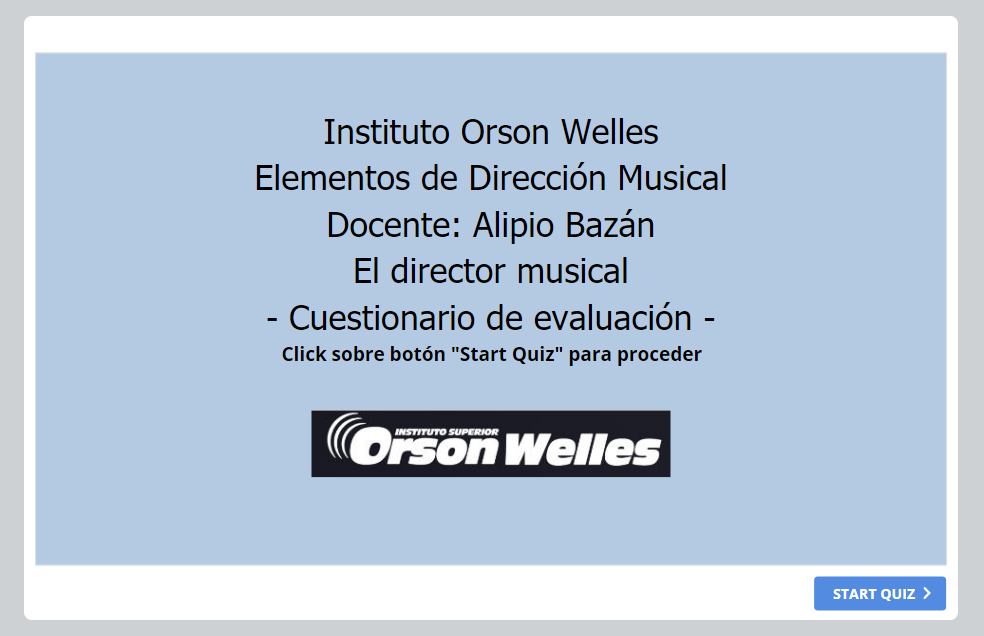 Instituto Orson Welles
Elementos de Dirección Musical
Docente: Alipio Bazán
El director musical
- Cuestionario de evaluación -
Click sobre botón "Start Quiz" para proceder
INSTITUTO SUPERIOR
Orson Welles
START QUIZ